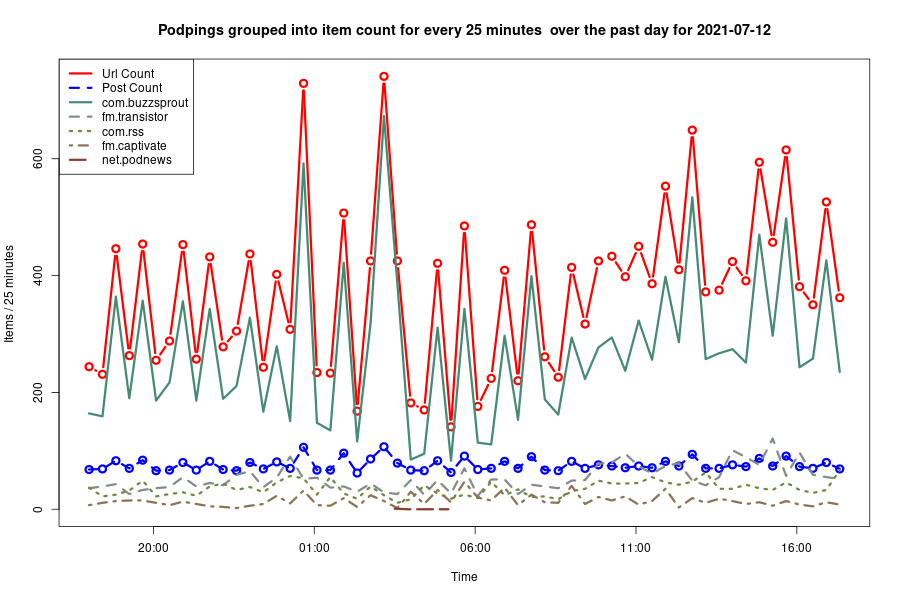 Podpings grouped into item count for every 25 minutes  over the past day for 2021-07-12
Url Count
Post Count
com.buzzsprout
fm.transistor
com.rss
fm.captivate
net.podnews
Items / 25 minutes
600
400
200
0
20:00
01:00
06:00
11:00
16:00
Time